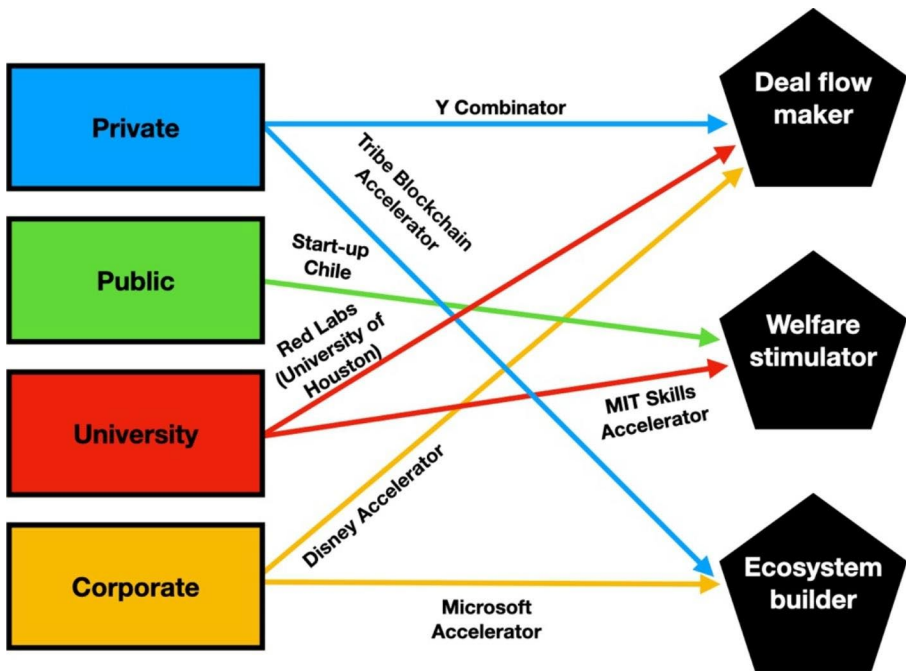 Private
Public
University
Corporate
Y Combinator
Tribe Blockchain
Accelerator
Start-up
Chile
Red Labs
(University of
Houston)
MIT Skills
Accelerator
Disney Accelerator
Microsoft
Accelerator
Deal flow
maker
Welfare
stimulator
Ecosystem
builder